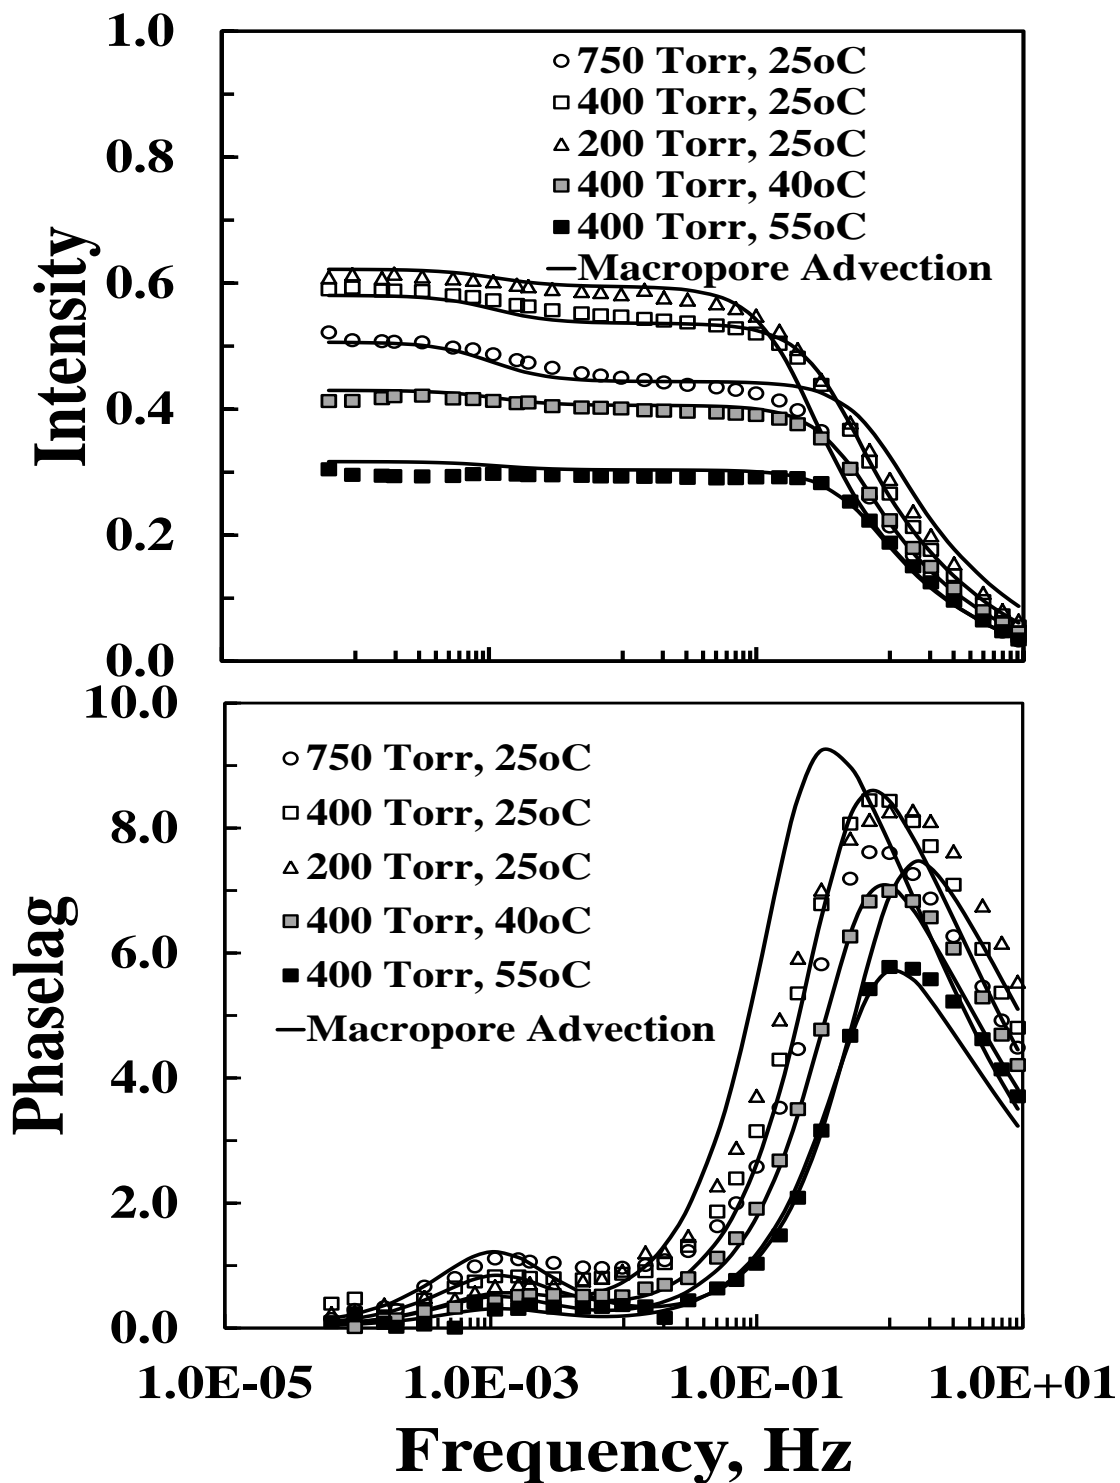 1.0
0.8
0.6
0.4
0.2
0.0
Intensity
750 Torr, 25oC
400 Torr, 25oC
200 Torr, 25oC
400 Torr, 40oC
400 Torr, 55oC
Macropore Advection
10.0
8.0
6.0
4.0
2.0
0.0
Phaselag
750 Torr, 25oC
400 Torr, 25oC
200 Torr, 25oC
400 Torr, 40oC
400 Torr, 55oC
Macropore Advection
1.0E-05 1.0E-03 1.0E-01 1.0E+01
Frequency, Hz